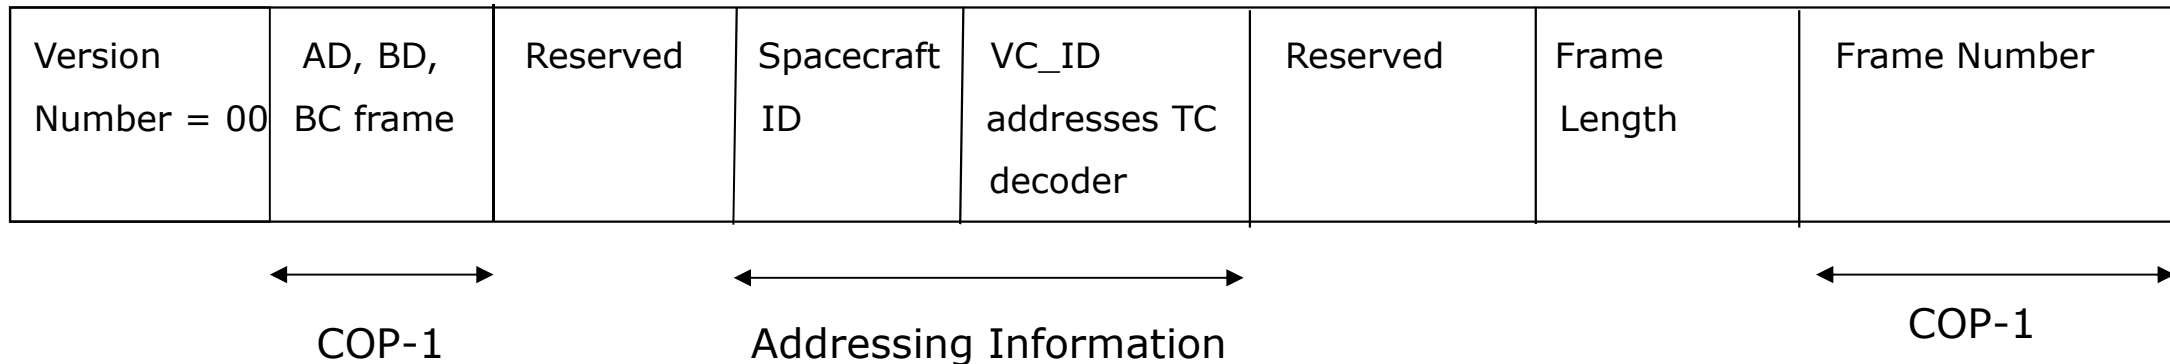 Version
Number = 00
AD, BD,
BC frame
Reserved
Spacecraft
ID
VC_ID
addresses TC
decoder
Reserved
Frame
Length
Frame Number
COP-1
Addressing Information
COP-1